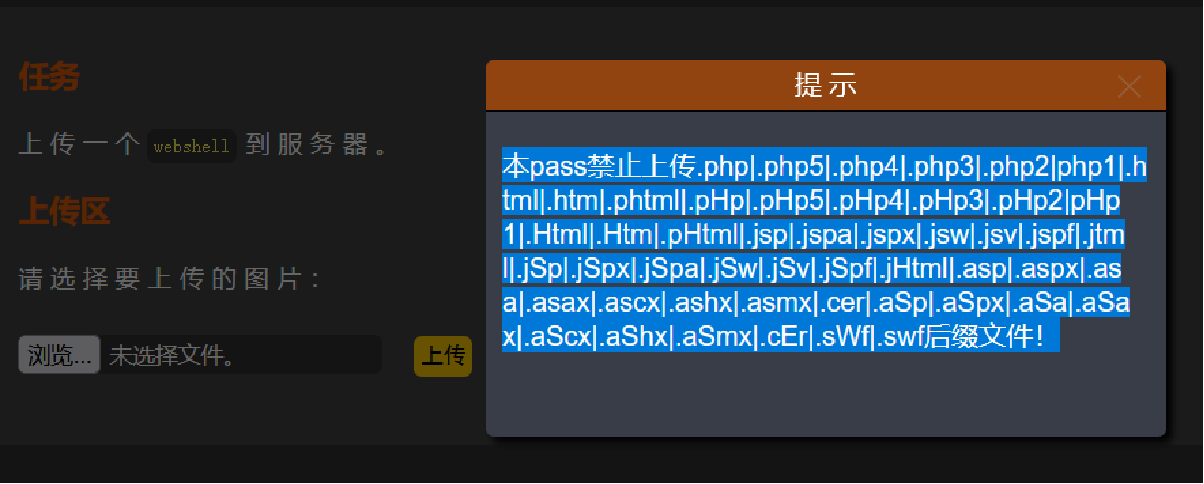 任务
上传一个 webshell 到服务器。
上传区
请选择要上传的图片：
浏览... 未选择文件。 上传
提示
本pass禁止上传.php|.php5|.php4|.php3|.php2|php1|.h
tml|.htm|.phtml|.pHp|.pHp5|.pHp4|.pHp3|.pHp2|pHp
1|.Html|.Htm|.pHtml|.jsp|.jspa|.jspx|.jsw|.jsv|.jspf|.jtm
l|.jSp|.jSpx|.jSpa|.jSw|.jSv|.jSpf|.jHtml|.asp|.aspx|.as
a|.asax|.ascx|.ashx|.asmx|.cer|.aSp|.aSpx|.aSa|.aSa
x|.aScx|.aShx|.aSmx|.cEr|.sWf|.swf后缀文件！